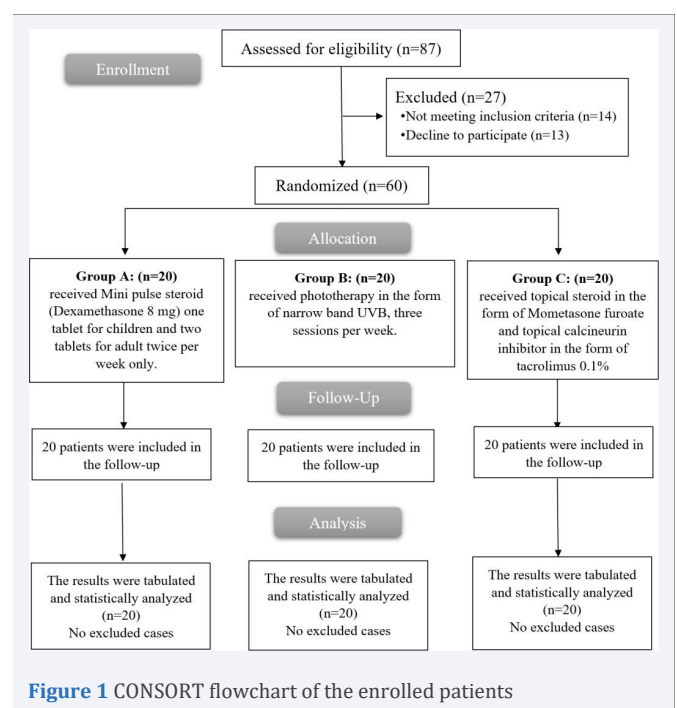 Assessed for eligibility (n=87)
Enrollment
Excluded (n=27)
•Not meeting inclusion criteria (n=14)
•Decline to participate (n=13)
Randomized (n=60)
Allocation
Group A: (n=20)
received Mini pulse steroid
(Dexamethasone 8 mg) one
tablet for children and two
tablets for adult twice per
week only.
Group B: (n=20)
received phototherapy in the form
of narrow band UVB, three
sessions per week.
Group C: (n=20)
received topical steroid in the
form of Mometasone furoate
and topical calcineurin
inhibitor in the form of
tacrolimus 0.1%
Follow-Up
20 patients were included in
the follow-up
20 patients were included in
the follow-up
20 patients were included in
the follow-up
Analysis
The results were tabulated
and statistically analyzed
(n=20)
No excluded cases
The results were tabulated
and statistically analyzed
(n=20)
No excluded cases
The results were tabulated
and statistically analyzed
(n=20)
No excluded cases
Figure 1 CONSORT flowchart of the enrolled patients